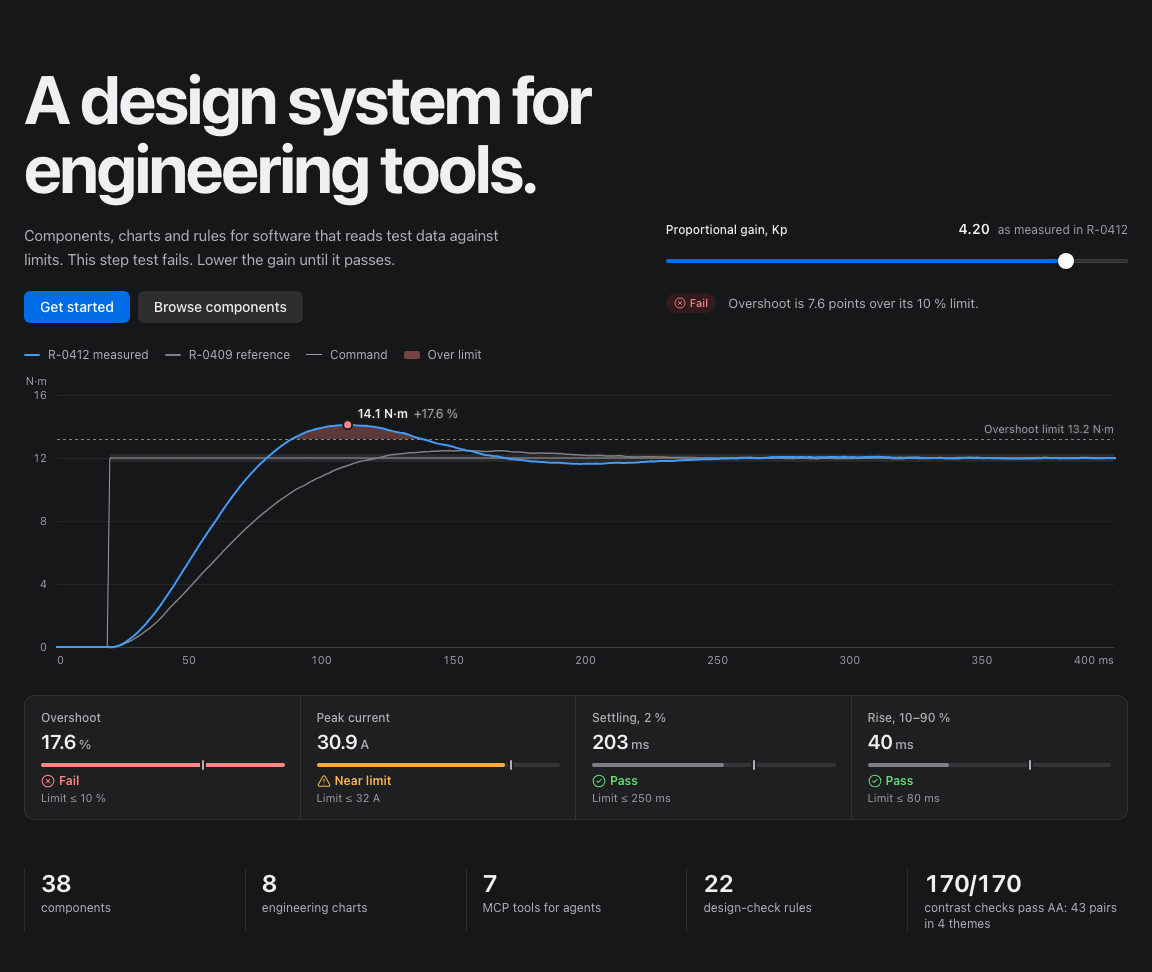 A design system for
engineering tools.
Components, charts and rules for software that reads test data against
limits. This step test fails. Lower the gain until it passes.
Get started
Browse components
Proportional gain, Kp
4.20 as measured in R-0412
Fail
Overshoot is 7.6 points over its 10 % limit.
R-0412 measured
R-0409 reference
Command
Over limit
N·m
16
12
8
4
0
14.1 N·m +17.6 %
Overshoot limit 13.2 N·m
0
50
100
150
200
250
300
350
400 ms
Overshoot
17.6 %
Fail
Limit ≤ 10 %
Peak current
30.9 A
Near limit
Limit ≤ 32 A
Settling, 2 %
203 ms
Pass
Limit ≤ 250 ms
Rise, 10–90 %
40 ms
Pass
Limit ≤ 80 ms
38
components
8
engineering charts
7
MCP tools for agents
22
design-check rules
170/170
contrast checks pass AA: 43 pairs
in 4 themes